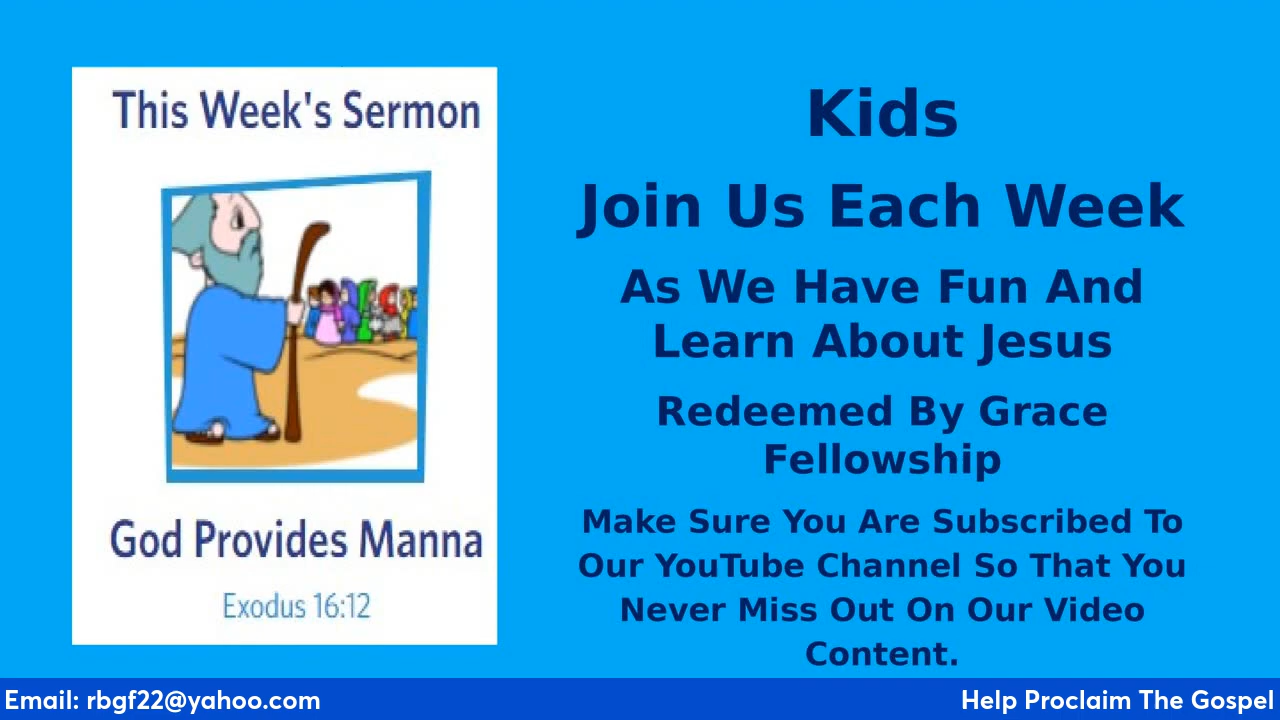 This Week's Sermon
God Provides Manna
Exodus 16:12
Kids
Join Us Each Week
As We Have Fun And
Learn About Jesus
Redeemed By Grace
Fellowship
Make Sure You Are Subscribed To
Our YouTube Channel So That You
Never Miss Out On Our Video
Content.
Email: rbgf22@yahoo.com
Help Proclaim The Gospel